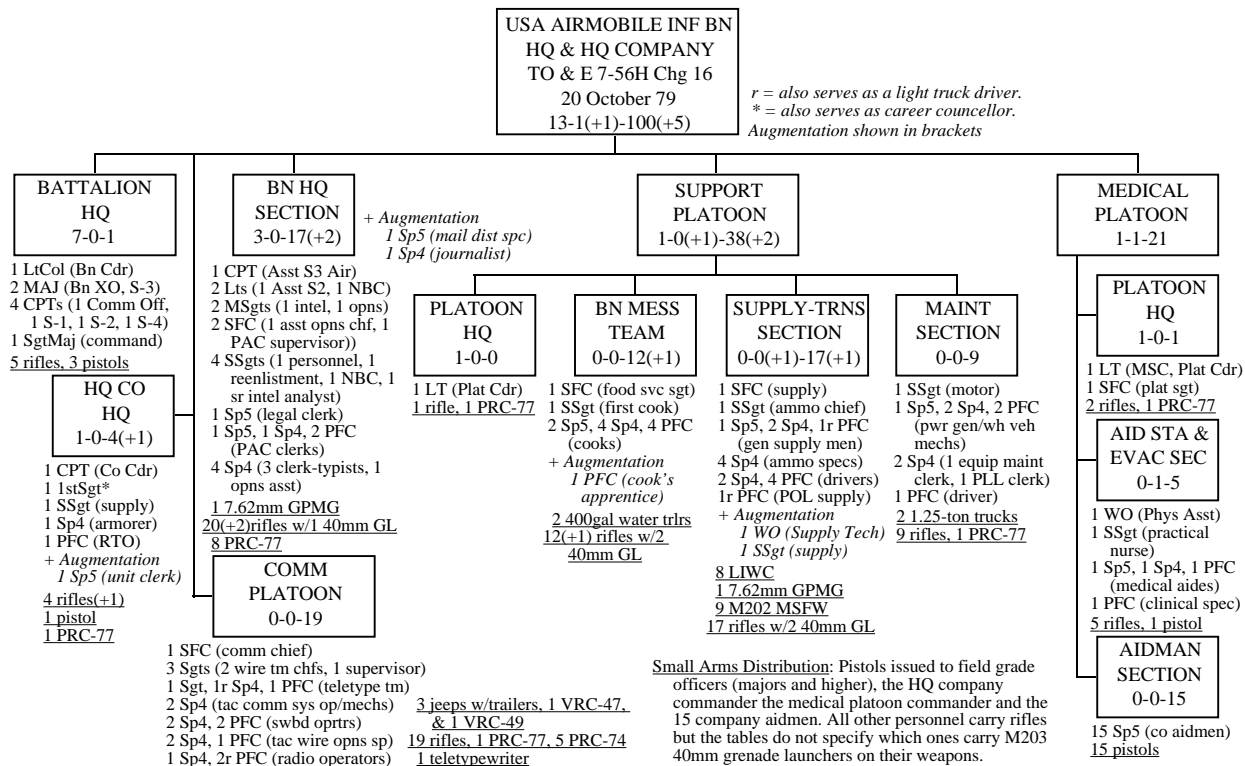 USA AIRMOBILE INF BN
HQ & HQ COMPANY
TO & E 7-56H Chg 16
20 October 79
13-1(+1)-100(+5)
r = also serves as a light truck driver.
* = also serves as career councellor.
Augmentation shown in brackets
BATTALION
HQ
7-0-1
1 LtCol (Bn Cdr)
2 MAJ (Bn XO, S-3)
4 CPTs (1 Comm Off,
1 S-1, 1 S-2, 1 S-4)
1 SgtMaj (command)
5 rifles, 3 pistols
HQ CO
HQ
1-0-4(+1)
1 CPT (Co Cdr)
1 1stSgt*
1 SSgt (supply)
1 Sp4 (armorer)
1 PFC (RTO)
+ Augmentation
1 Sp5 (unit clerk)
4 rifles(+1)
1 pistol
1 PRC-77
BN HQ
SECTION
3-0-17(+2)
+ Augmentation
1 Sp5 (mail dist spc)
1 Sp4 (journalist)
1 CPT (Asst S3 Air)
2 Lts (1 Asst S2, 1 NBC)
2 MSgts (1 intel, 1 opns)
2 SFC (1 asst opns chf, 1
PAC supervisor))
4 SSgts (1 personnel, 1
reenlistment, 1 NBC, 1
sr intel analyst)
1 Sp5 (legal clerk)
1 Sp5, 1 Sp4, 2 PFC
(PAC clerks)
4 Sp4 (3 clerk-typists, 1
opns asst)
1 7.62mm GPMG
20(+2)rifles w/1 40mm GL
8 PRC-77
COMM
PLATOON
0-0-19
1 SFC (comm chief)
3 Sgts (2 wire tm chfs, 1 supervisor)
1 Sgt, 1r Sp4, 1 PFC (teletype tm)
2 Sp4 (tac comm sys op/mechs)
2 Sp4, 2 PFC (swbd oprtrs)
2 Sp4, 1 PFC (tac wire opns sp)
1 Sp4, 2r PFC (radio operators)
3 jeeps w/trailers, 1 VRC-47,
& 1 VRC-49
19 rifles, 1 PRC-77, 5 PRC-74
1 teletypewriter
SUPPORT
PLATOON
1-0(+1)-38(+2)
PLATOON
HQ
1-0-0
1 LT (Plat Cdr)
1 rifle, 1 PRC-77
BN MESS
TEAM
0-0-12(+1)
1 SFC (food svc sgt)
1 SSgt (first cook)
2 Sp5, 4 Sp4, 4 PFC
(cooks)
+ Augmentation
1 PFC (cook's
apprentice)
2 400gal water trlrs
12(+1) rifles w/2
40mm GL
SUPPLY-TRNS
SECTION
0-0(+1)-17(+1)
1 SFC (supply)
1 SSgt (ammo chief)
1 Sp5, 2 Sp4, 1r PFC
(gen supply men)
4 Sp4 (ammo specs)
2 Sp4, 4 PFC (drivers)
1r PFC (POL supply)
+ Augmentation
1 WO (Supply Tech)
1 SSgt (supply)
8 LIWC
1 7.62mm GPMG
9 M202 MSFW
17 rifles w/2 40mm GL
MAINT SECTION
0-0-9
1 SSgt (motor)
1 Sp5, 2 Sp4, 2 PFC
(pwr gen/wh veh
mechs)
2 Sp4 (1 equip maint
clerk, 1 PLL clerk)
1 PFC (driver)
2 1.25-ton trucks
9 rifles, 1 PRC-77
MEDICAL
PLATOON
1-1-21
PLATOON
HQ
1-0-1
1 LT (MSC, Plat Cdr)
1 SFC (plat sgt)
2 rifles, 1 PRC-77
AID STA &
EVAC SEC
0-1-5
1 WO (Phys Asst)
1 SSgt (practical
nurse)
1 Sp5, 1 Sp4, 1 PFC
(medical aides)
1 PFC (clinical spec)
5 rifles, 1 pistol
AIDMAN
SECTION
0-0-15
15 Sp5 (co aidmen)
15 pistols
Small Arms Distribution: Pistols issued to field grade
officers (majors and higher), the HQ company
commander the medical platoon commander and the
15 company aidmen. All other personnel carry rifles
but the tables do not specify which ones carry M203
40mm grenade launchers on their weapons.